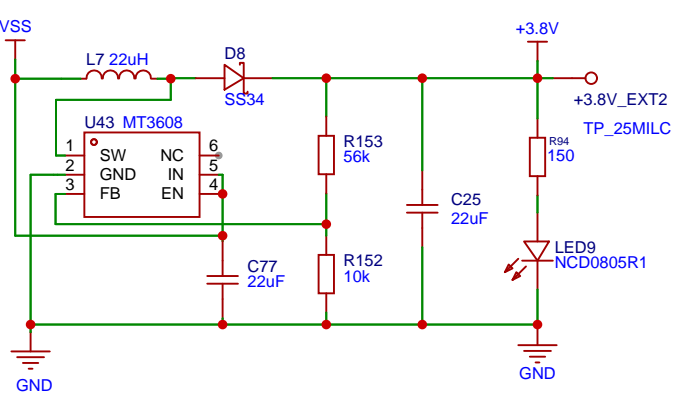 VSS
+3.8V
L7 22uH
D8
SS34
+3.8V_EXT2
TP_25MILC
U43 MT3608
1 SW NC 6
2 GND IN 5
3 FB EN 4
R153
56k
R94
150
C25
22uF
LED9
NCD0805R1
C77
22uF
R152
10k
GND
GND